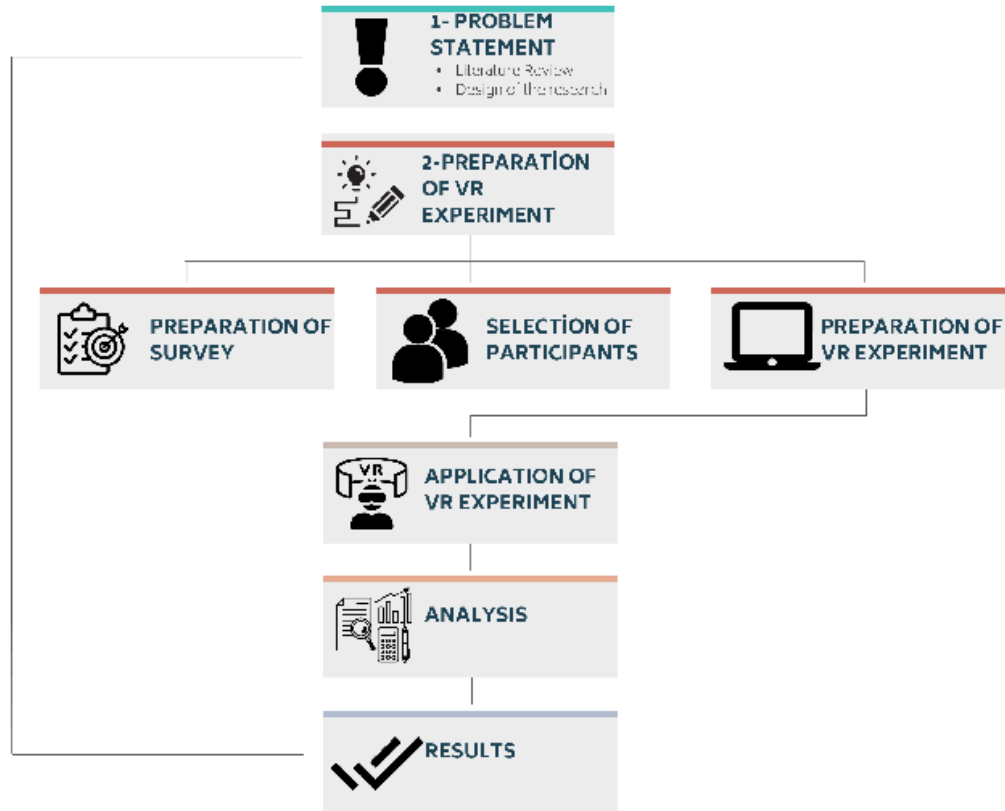 1- PROBLEM
STATEMENT
• Literature Review
• Design of the research
2-PREPARATİON
OF VR
EXPERIMENT
PREPARATION OF
SURVEY
SELECTİON OF
PARTICIPANTS
PREPARATION OF
VR EXPERIMENT
VR
APPLICATION OF
VR EXPERIMENT
ANALYSIS
RESULTS